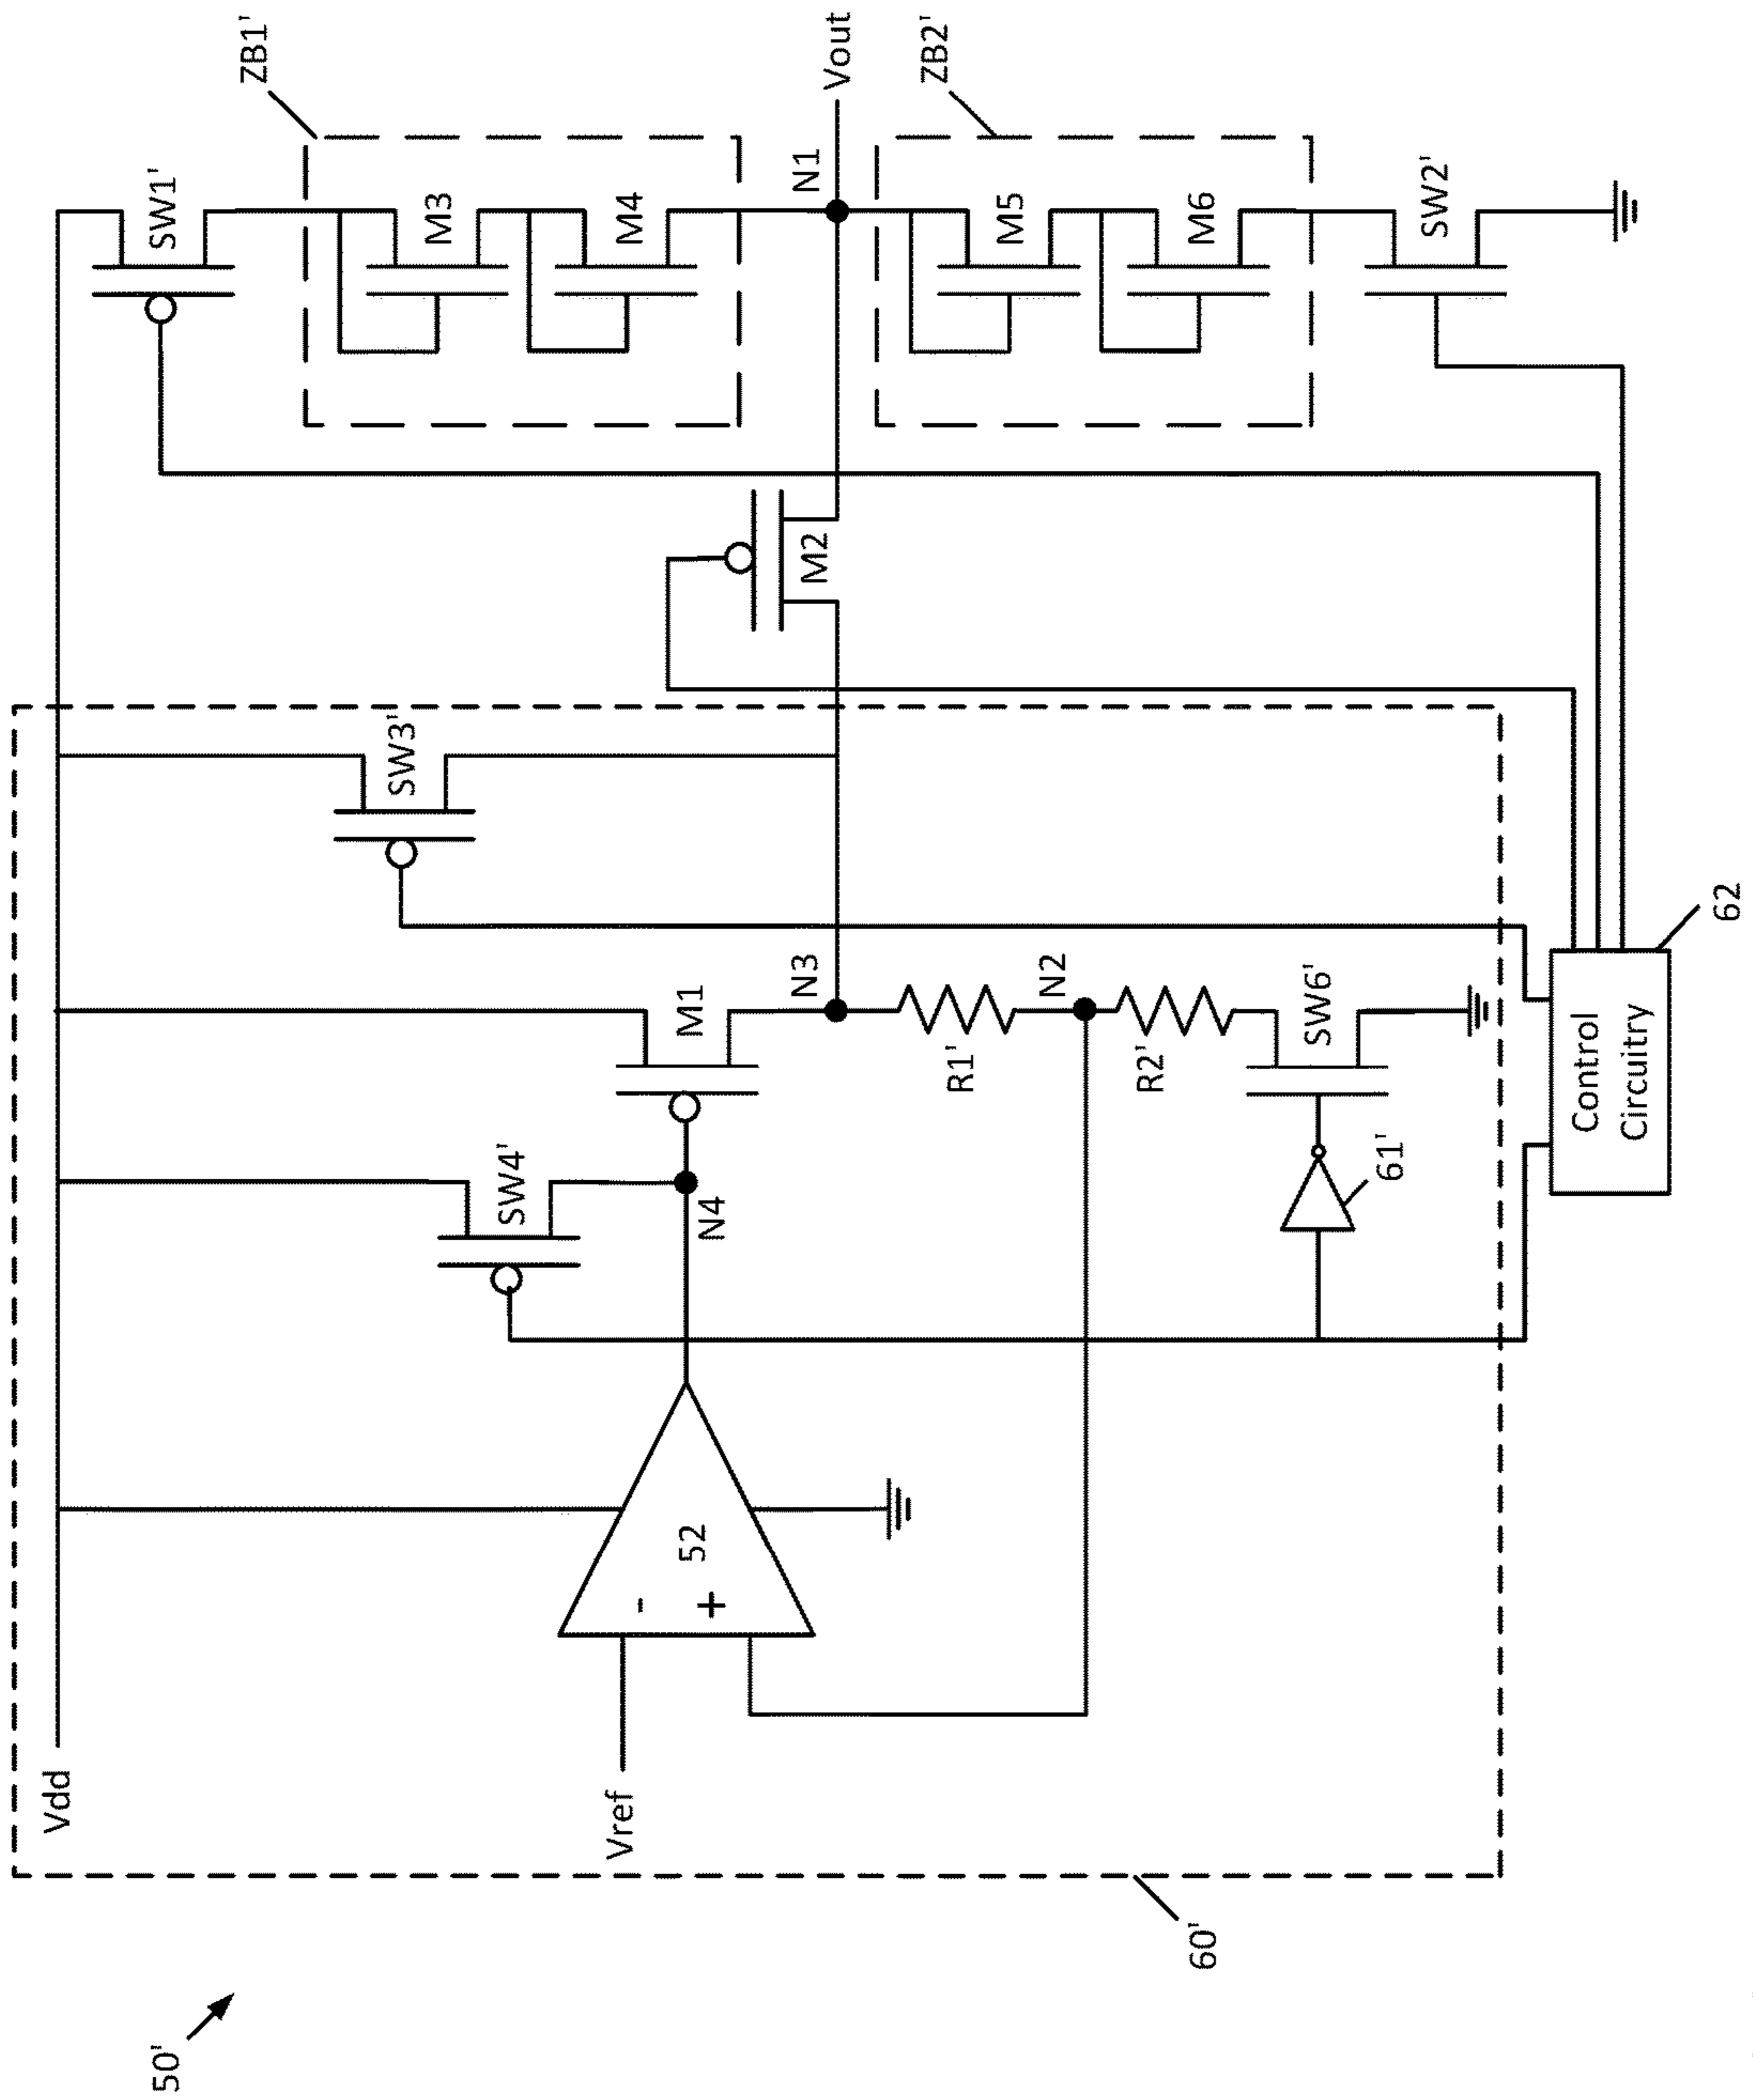 50'
60'
Vdd
Vref
52
-
+
SW4'
N4
M1
N3
R1'
N2
R2'
SW6'
61'
SW3'
M2
SW1'
ZB1'
M3
M4
N1
Vout
ZB2'
M5
M6
SW2'
Control
Circuitry
62